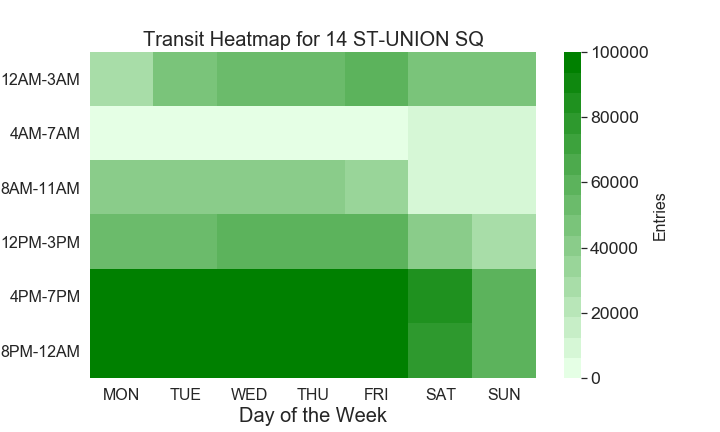 Transit Heatmap for 14 ST-UNION SQ
12AM-3AM
4AM-7AM
8AM-11AM
12PM-3PM
4PM-7PM
8PM-12AM
MON TUE WED THU FRI SAT SUN
Day of the Week
100000
80000
60000
40000
20000
0
Entries